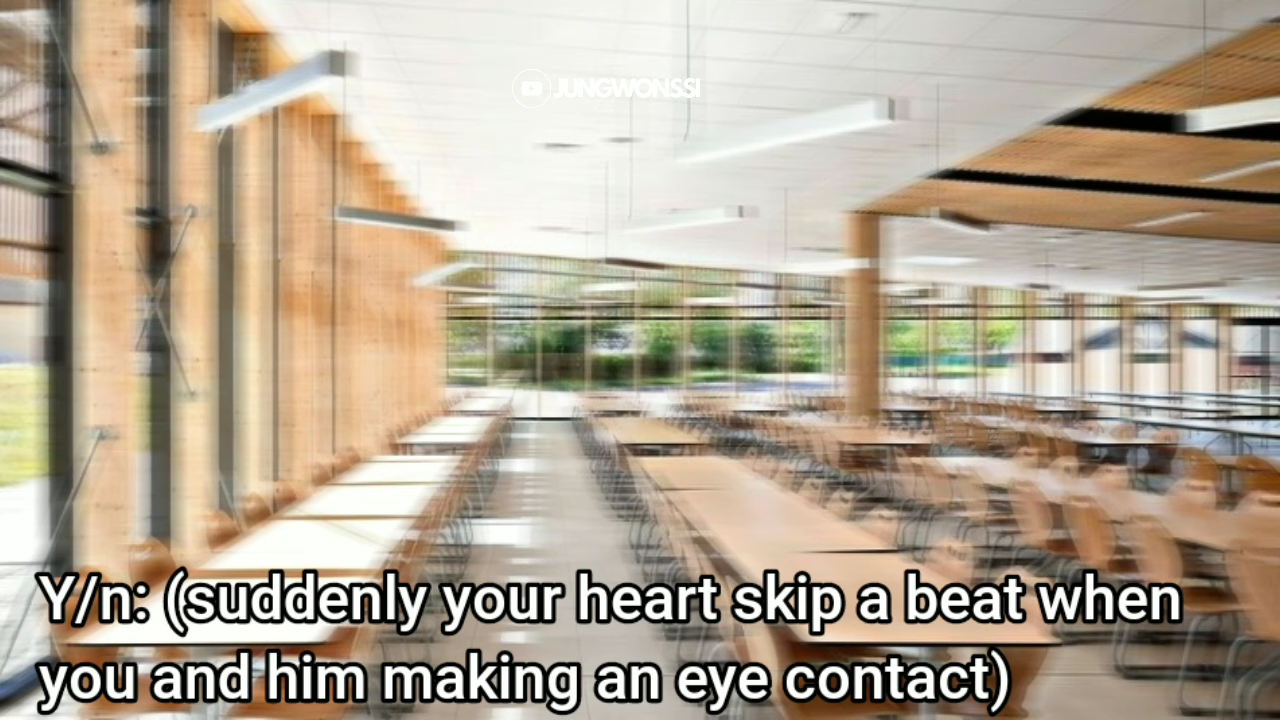 JUNGWONSSI
Y/n: (suddenly your heart skip a beat when
you and him making an eye contact)